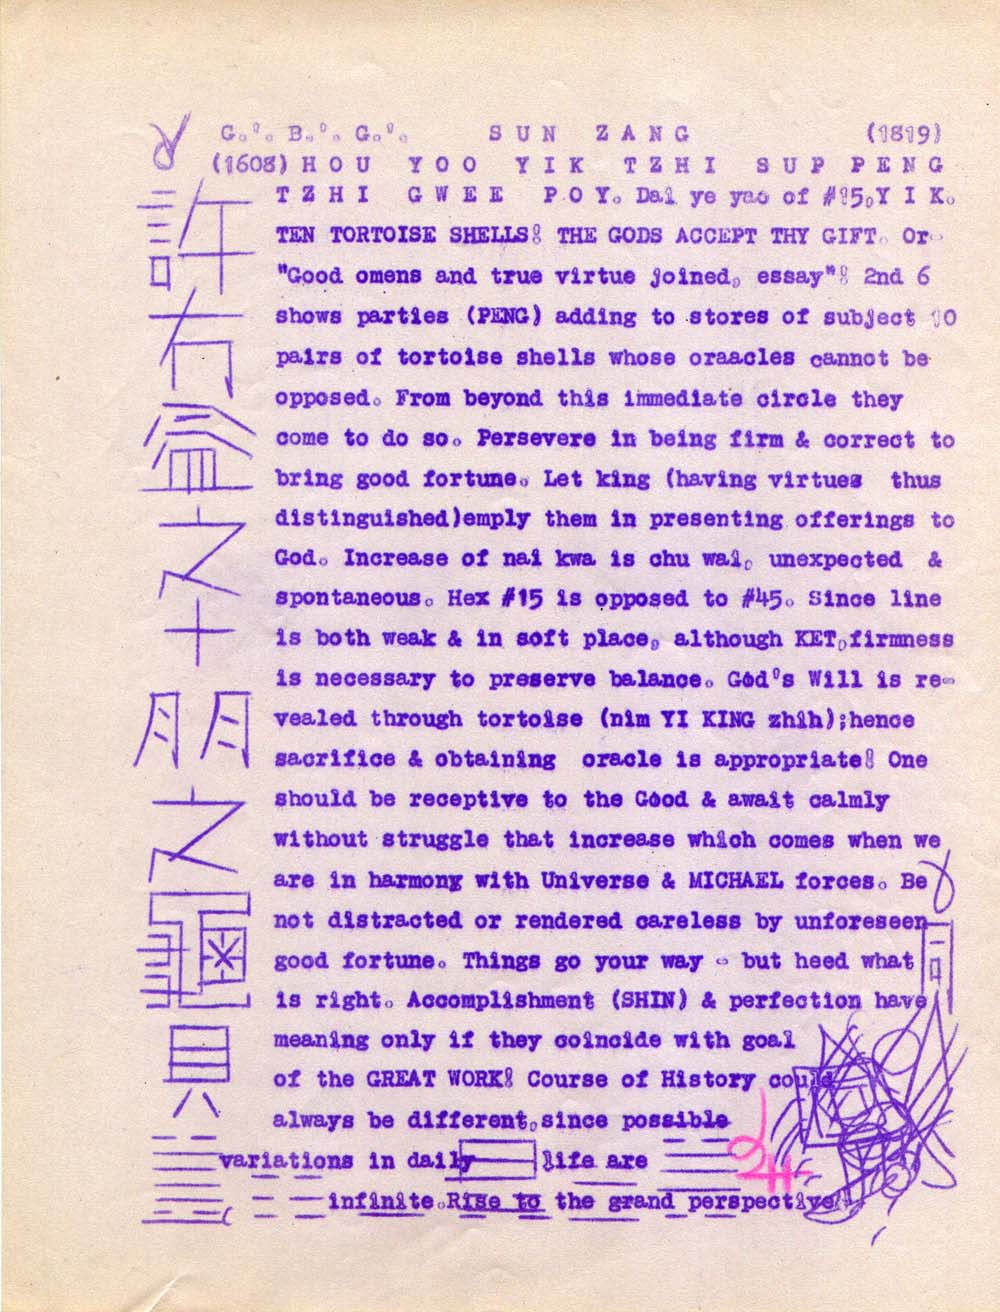 G.'. B.'. G.'. SUN ZANG (1819)
(1608) HOU YOO YIK TZHI SUP PENG
TZHI GWEE POY. Dai ye yao of #15,YIK.
TEN TORTOISE SHELLS! THE GODS ACCEPT THY GIFT. Or-
"Good omens and true virtue joined, essay"! 2nd 6
shows parties (PENG) adding to stores of subject 10
pairs of tortoise shells whose oraacles cannot be
opposed. From beyond this immediate circle they
come to do so. Persevere in being firm & correct to
bring good fortune. Let king (having virtues thus
distinguished)emply them in presenting offerings to
God. Increase of nai kwa is chu wai, unexpected &
spontaneous. Hex #15 is opposed to #45. Since line
is both weak & in soft place, although KET,firmness
is necessary to preserve balance. God's Will is re-
vealed through tortoise (nim YI KING zhih);hence
sacrifice & obtaining oracle is appropriate! One
should be receptive to the Good & await calmly
without struggle that increase which comes when we
are in harmony with Universe & MICHAEL forces. Be
not distracted or rendered careless by unforeseen
good fortune. Things go your way - but heed what
is right. Accomplishment (SHIN) & perfection have
meaning only if they coincide with goal
of the GREAT WORK! Course of History could
always be different,since possible
variations in daily life are
infinite.Rise to the grand perspective
益之十朋之龜